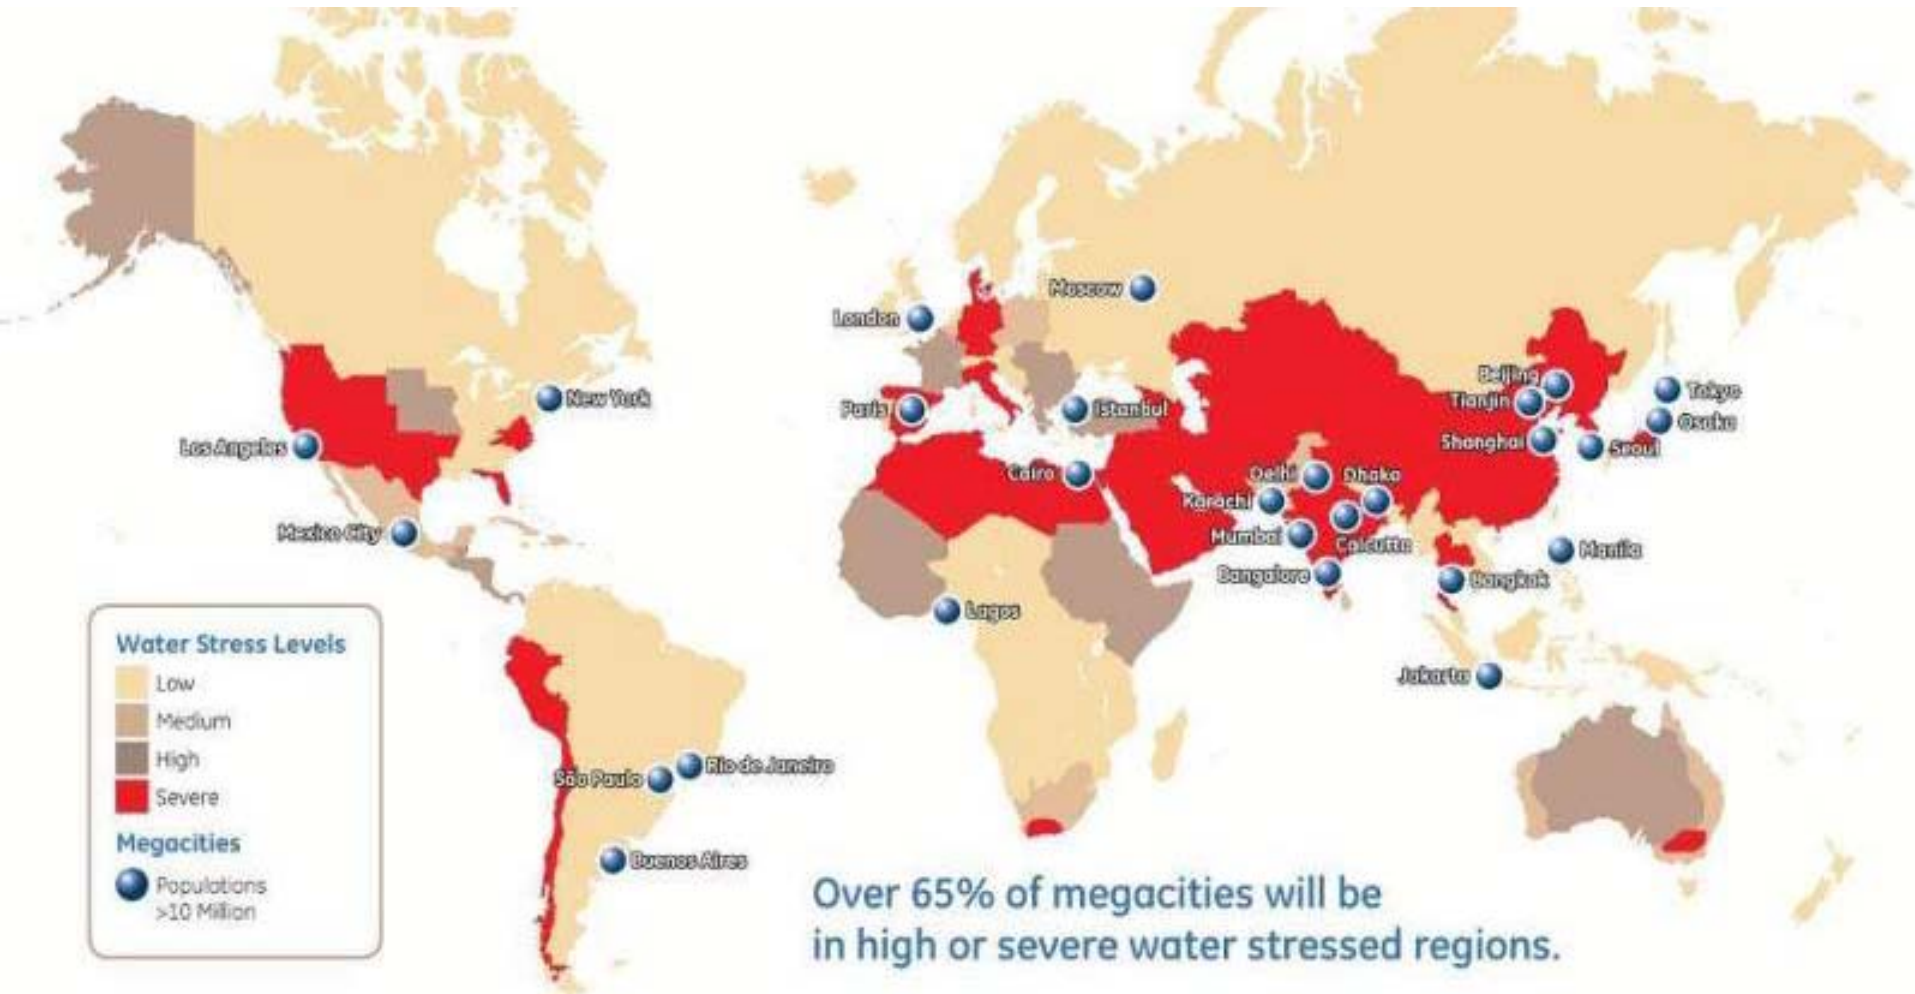 Moscow
London
New York
Paris
Istanbul
Los Angeles
Cairo
Mexico City
Beijing
Tianjin
Tokyo
Osaka
Shanghai
Seoul
Delhi
Dhaka
Karachi
Mumbai
Calcutta
Manila
Bangalore
Bangkok
Lagos
Jakarta
Water Stress Levels
Low
Medium
High
Severe
Megacities
Populations
>10 Million
São Paulo
Rio de Janeiro
Buenos Aires
Over 65% of megacities will be
in high or severe water stressed regions.